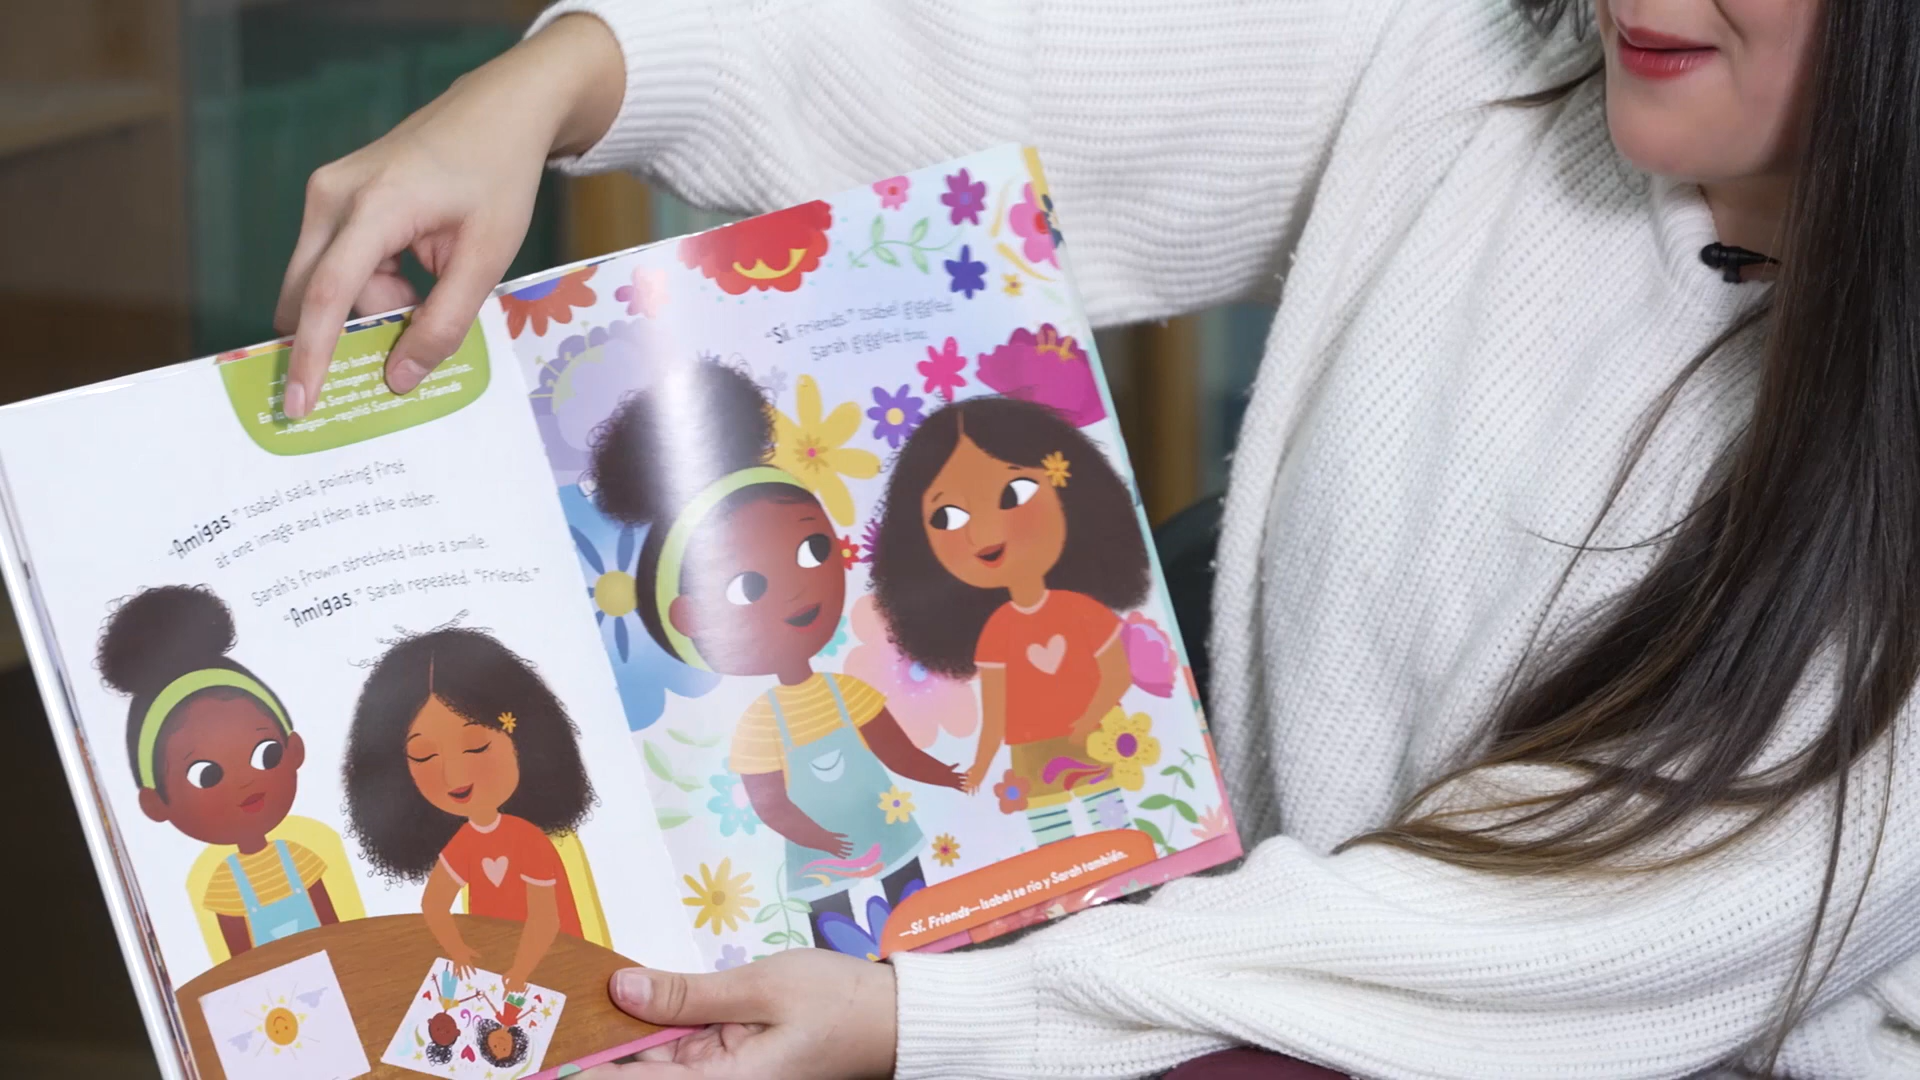 dijo Isabel,
imagen y
En Sarah se
—Amigas—repitió Sarah—. Friends
"Amigas," Isabel said, pointing first
at one image and then at the other.
Sarah's frown stretched into a smile.
"Amigas," Sarah repeated. "Friends."
"Sí. Friends." Isabel giggled.
Sarah giggled too.
—Sí. Friends—Isabel se rio y Sarah también.